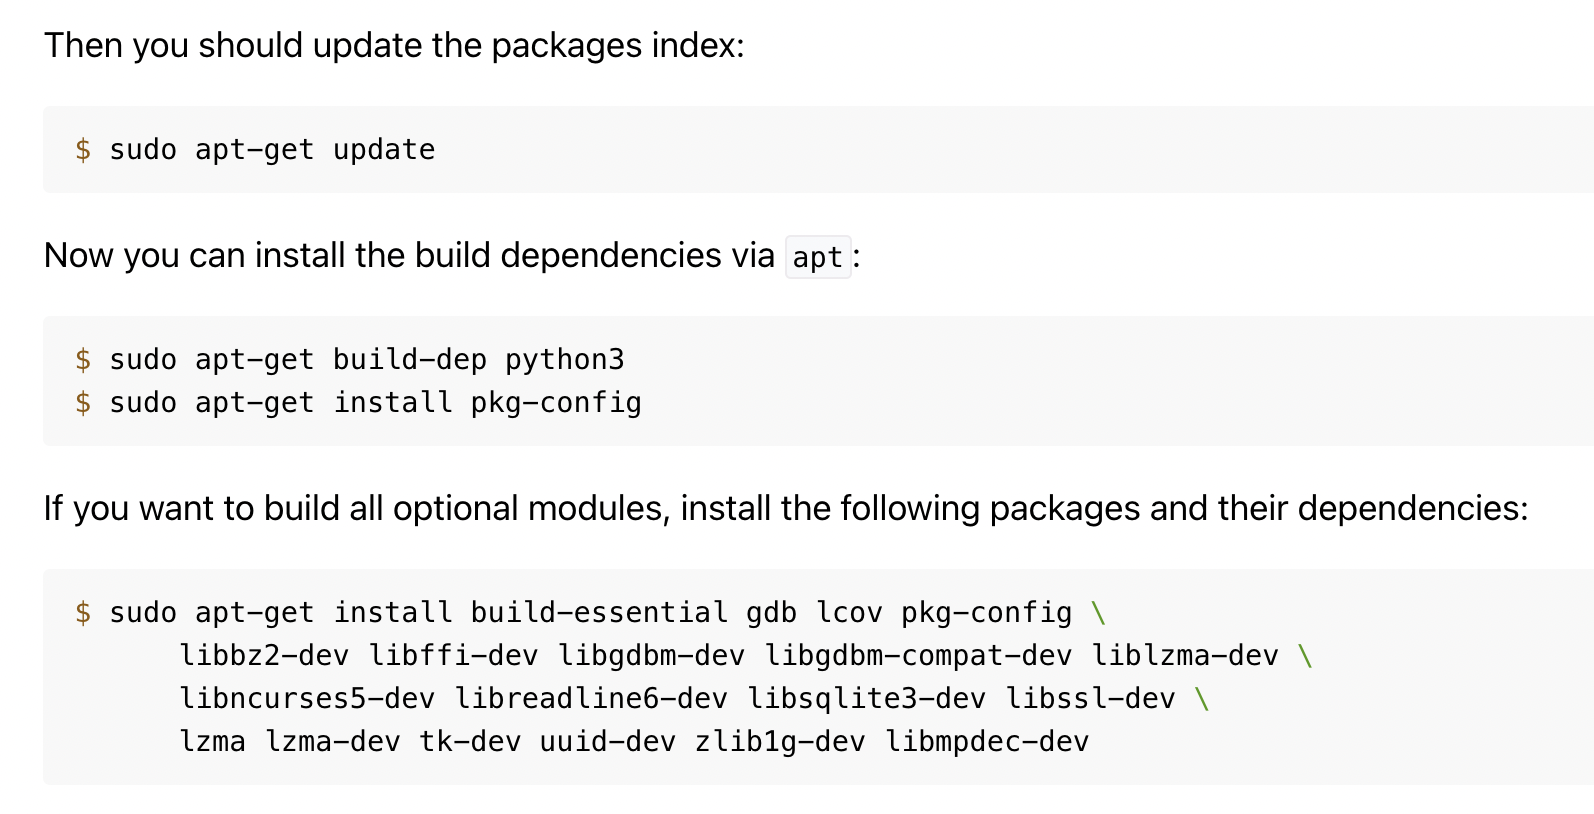 Then you should update the packages index:
$ sudo apt-get update
Now you can install the build dependencies via apt:
$ sudo apt-get build-dep python3
$ sudo apt-get install pkg-config
If you want to build all optional modules, install the following packages and their dependencies:
$ sudo apt-get install build-essential gdb lcov pkg-config \
libbz2-dev libffi-dev libgdbm-dev libgdbm-compat-dev liblzma-dev \
libncurses5-dev libreadline6-dev libsqlite3-dev libssl-dev \
lzma lzma-dev tk-dev uuid-dev zlib1g-dev libmpdec-dev